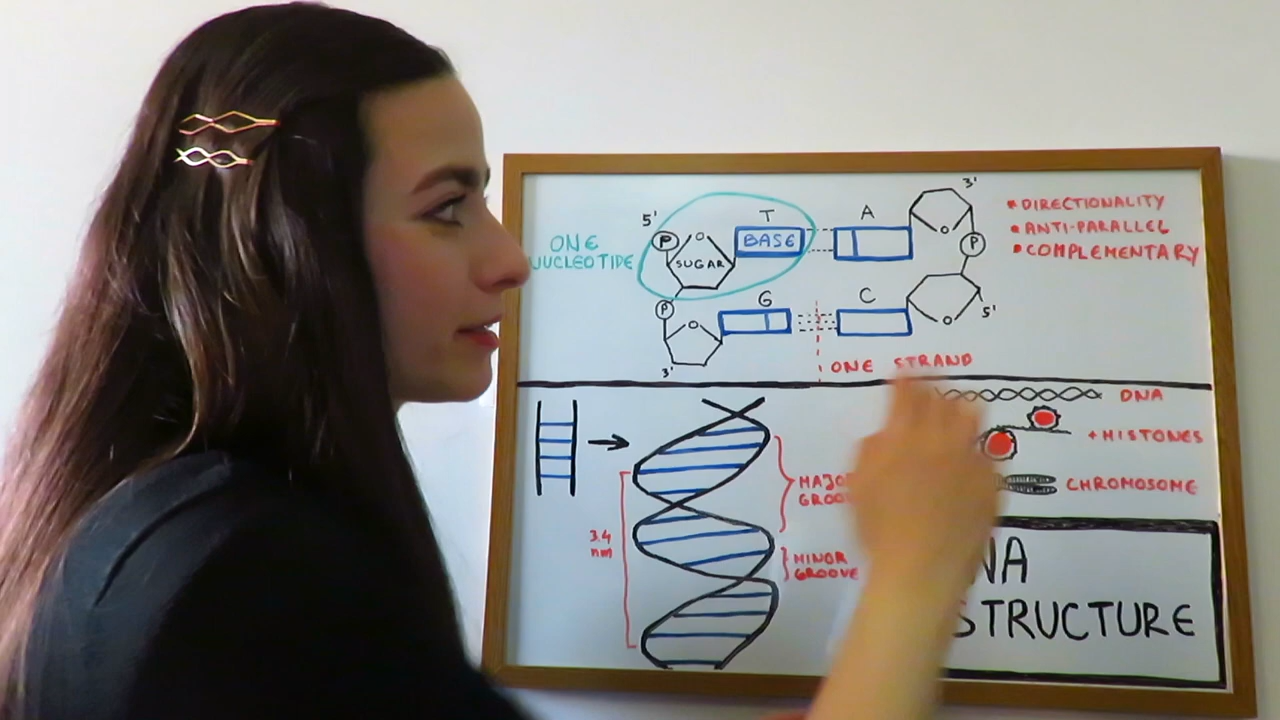 5'
ONE
NUCLEOTIDE
P
O
SUGAR
T
BASE
A
3'
O
P
P
O
3'
G
C
O
5'
ONE STRAND
• DIRECTIONALITY
• ANTI-PARALLEL
• COMPLEMENTARY
3.4
nm
MINOR
GROOVE
DNA
+ HISTONES
CHROMOSOME
STRUCTURE